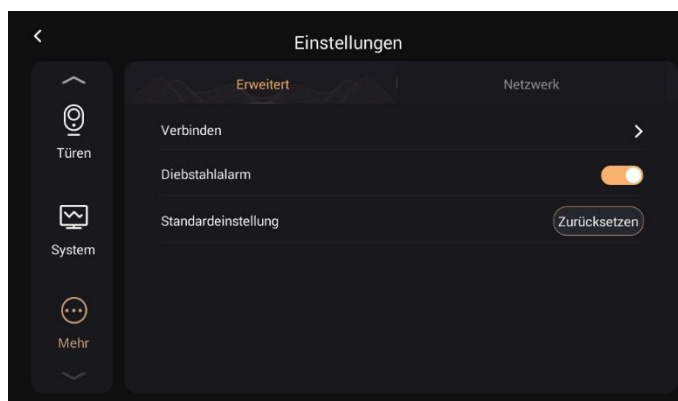 Einstellungen
Erweitert
Netzwerk
Türen
Verbinden
Diebstahlalarm
Standardeinstellung
Zurücksetzen
System
Mehr